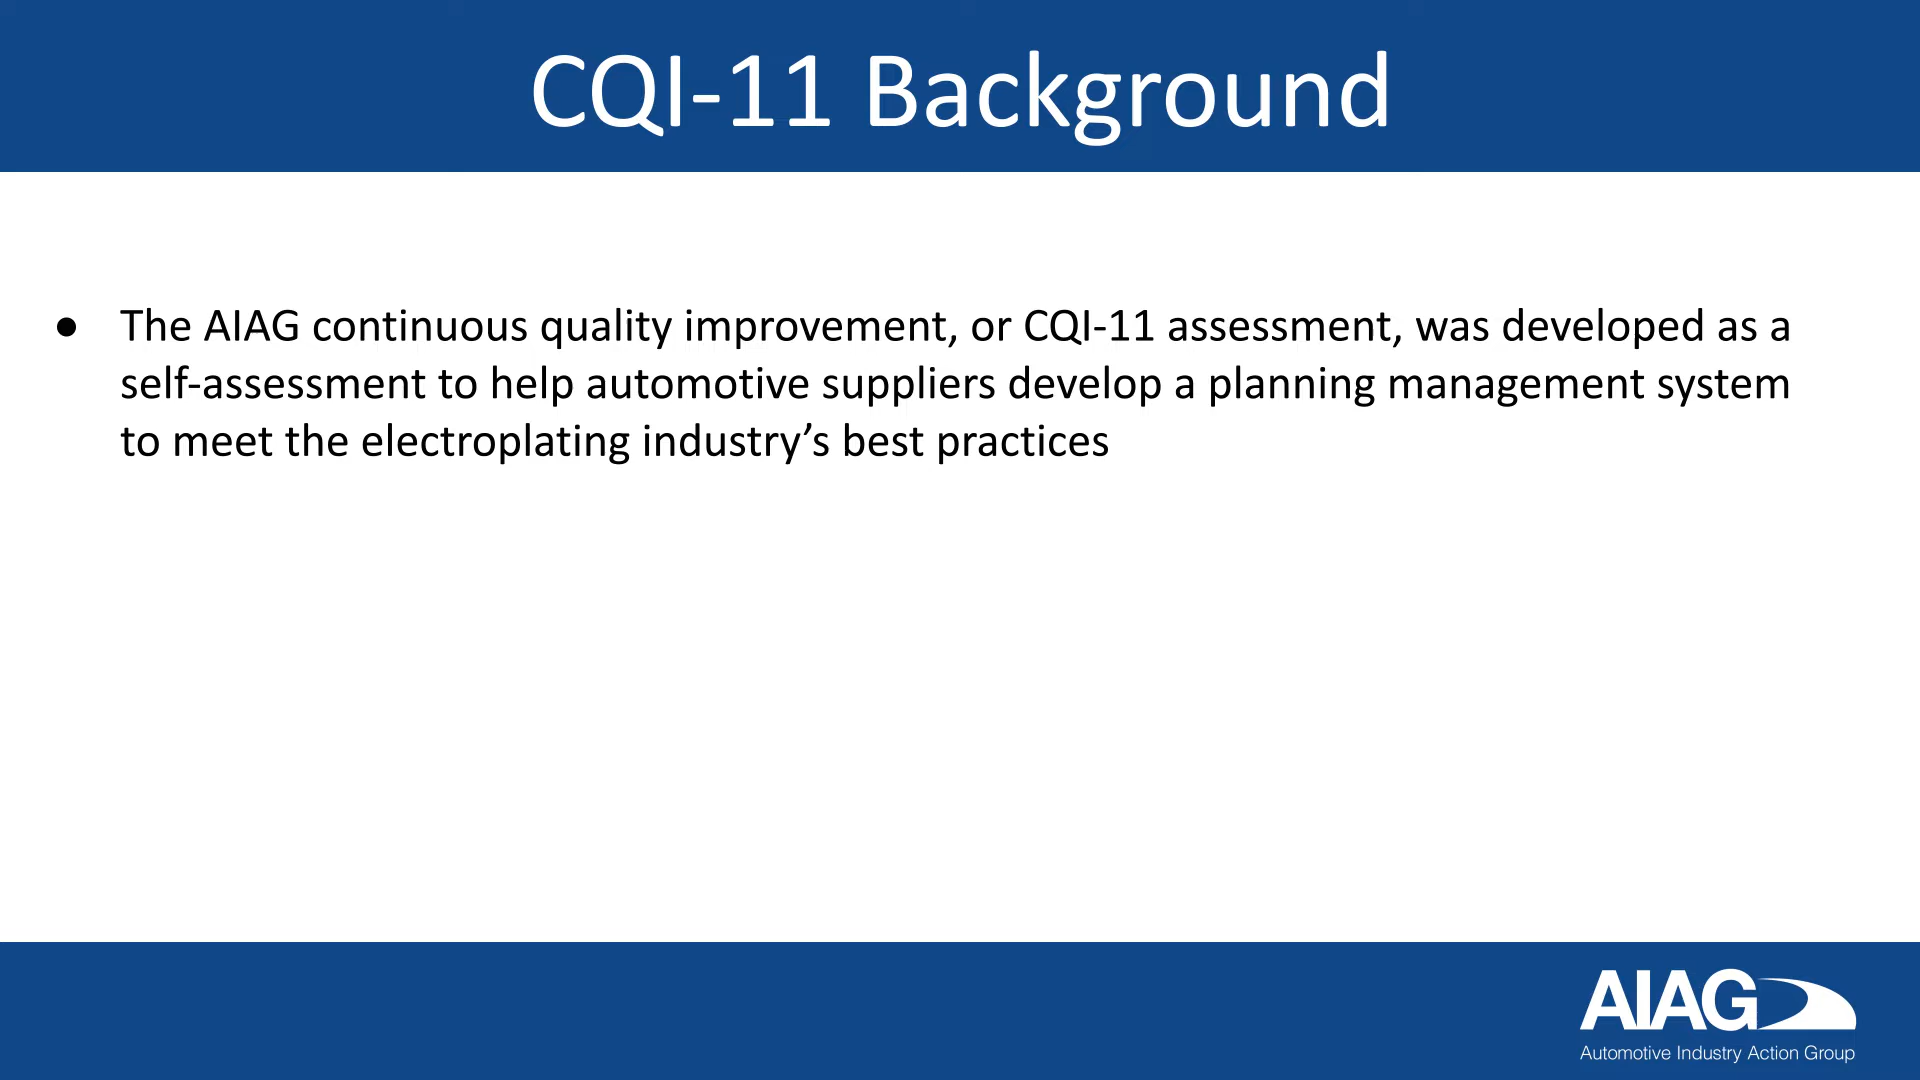 CQI-11 Background
● The AIAG continuous quality improvement, or CQI-11 assessment, was developed as a
self-assessment to help automotive suppliers develop a planning management system
to meet the electroplating industry’s best practices
AIAG
Automotive Industry Action Group